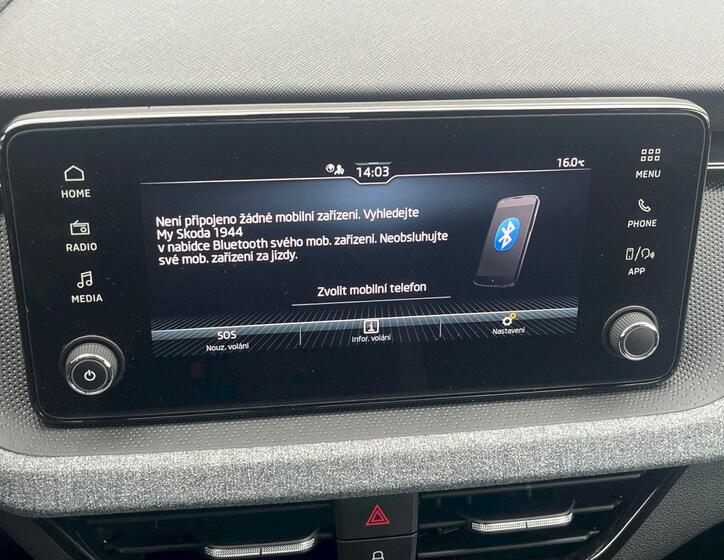 14:03
16.0°C
HOME
RADIO
MEDIA
Není připojeno žádné mobilní zařízení. Vyhledejte
My Skoda 1944
v nabídce Bluetooth svého mob. zařízení. Neobsluhujte
své mob. zařízení za jízdy.
Zvolit mobilní telefon
SOS
Nouz. volání
Infor. volání
Nastavení
MENU
PHONE
APP